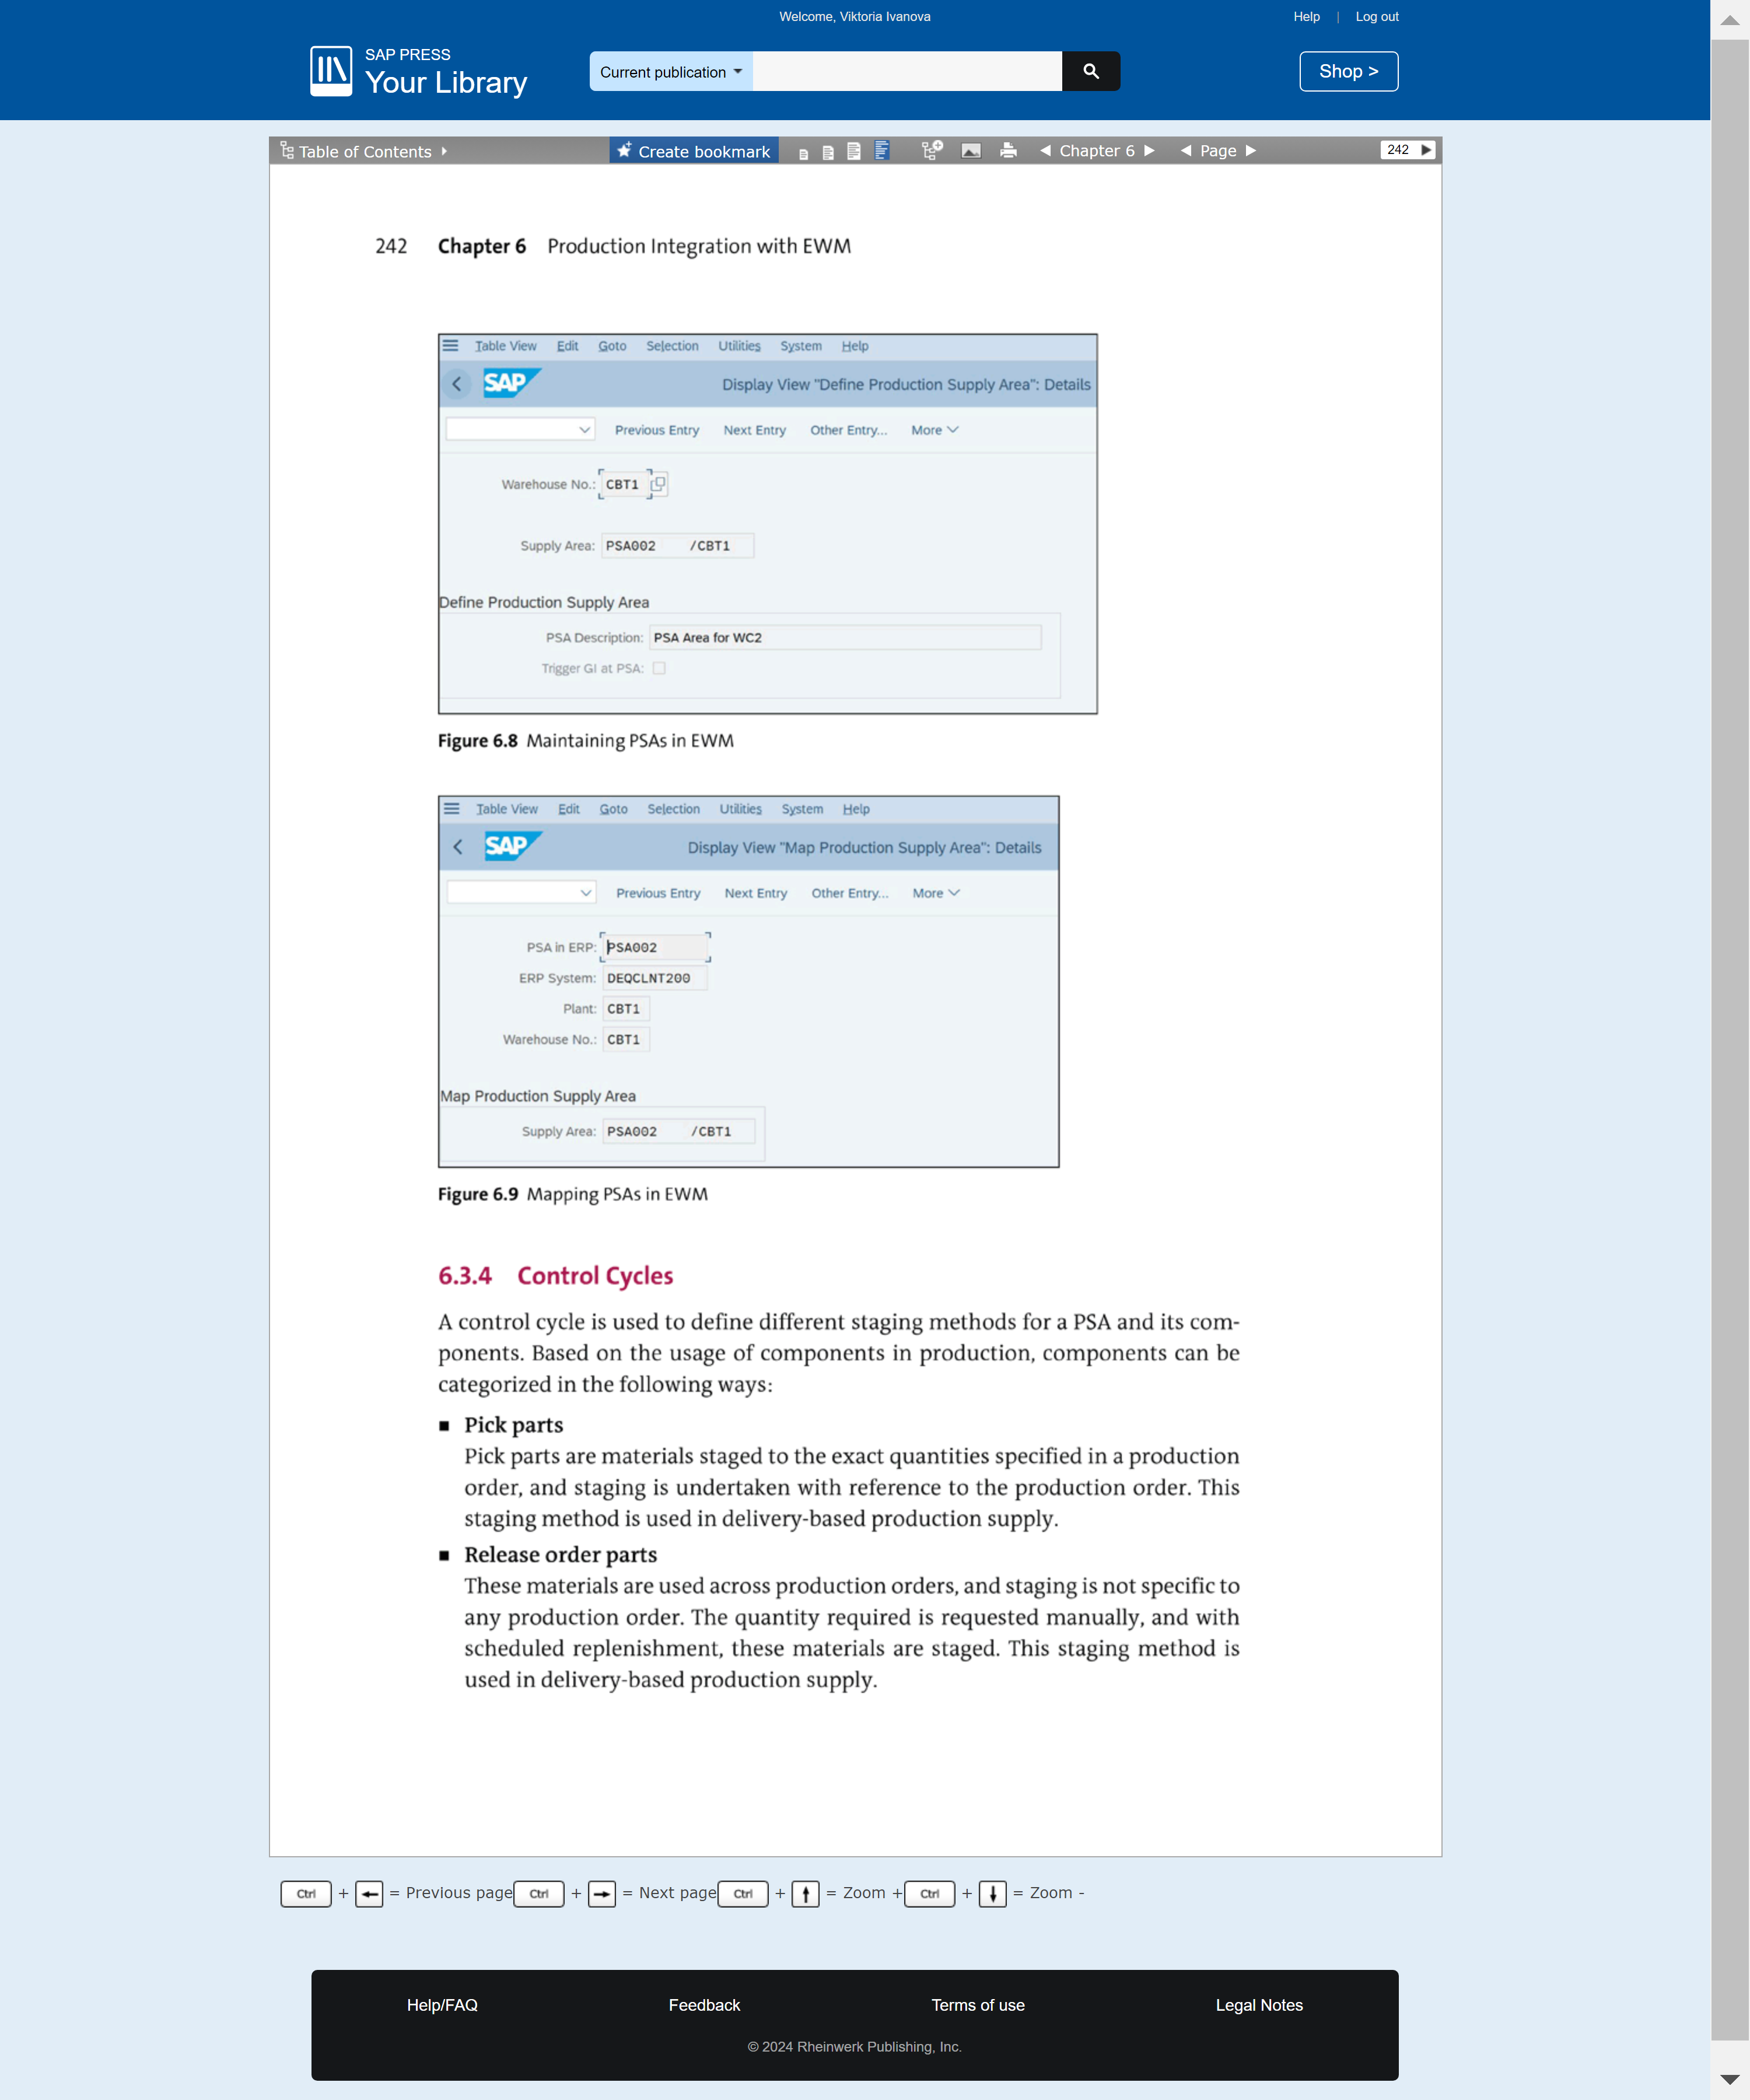 Welcome, Viktoria Ivanova
Help | Log out
SAP PRESS
Your Library
Current publication
Shop >
Table of Contents
Create bookmark
Chapter 6
Page
242
242 Chapter 6 Production Integration with EWM
Table View Edit Goto Selection Utilities System Help
SAP
Display View "Define Production Supply Area": Details
Previous Entry Next Entry Other Entry... More
Warehouse No.: CBT1
Supply Area: PSA002 /CBT1
Define Production Supply Area
PSA Description: PSA Area for WC2
Trigger GI at PSA:
Figure 6.8 Maintaining PSAs in EWM
Table View Edit Goto Selection Utilities System Help
SAP
Display View "Map Production Supply Area": Details
Previous Entry Next Entry Other Entry... More
PSA in ERP: PSA002
ERP System: DEQCLNT200
Plant: CBT1
Warehouse No.: CBT1
Map Production Supply Area
Supply Area: PSA002 /CBT1
Figure 6.9 Mapping PSAs in EWM
6.3.4 Control Cycles
A control cycle is used to define different staging methods for a PSA and its com-
ponents. Based on the usage of components in production, components can be
categorized in the following ways:
■ Pick parts
Pick parts are materials staged to the exact quantities specified in a production
order, and staging is undertaken with reference to the production order. This
staging method is used in delivery-based production supply.
■ Release order parts
These materials are used across production orders, and staging is not specific to
any production order. The quantity required is requested manually, and with
scheduled replenishment, these materials are staged. This staging method is
used in delivery-based production supply.
Ctrl + ← = Previous page Ctrl + → = Next page Ctrl + ↑ = Zoom + Ctrl + ↓ = Zoom -
Help/FAQ Feedback Terms of use Legal Notes
© 2024 Rheinwerk Publishing, Inc.